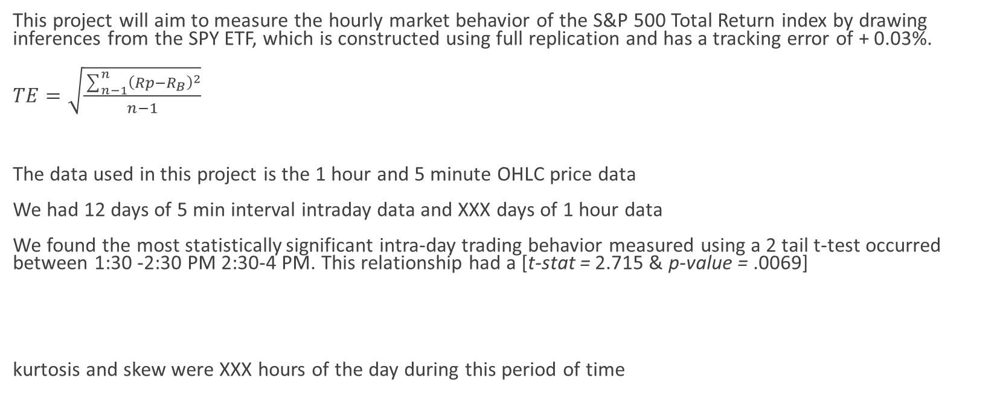 This project will aim to measure the hourly market behavior of the S&P 500 Total Return index by drawing
inferences from the SPY ETF, which is constructed using full replication and has a tracking error of + 0.03%.
TE = √(∑ⁿₙ₋₁(Rp−R_B)² / n−1)
The data used in this project is the 1 hour and 5 minute OHLC price data
We had 12 days of 5 min interval intraday data and XXX days of 1 hour data
We found the most statistically significant intra-day trading behavior measured using a 2 tail t-test occurred
between 1:30 -2:30 PM 2:30-4 PM. This relationship had a [t-stat = 2.715 & p-value = .0069]
kurtosis and skew were XXX hours of the day during this period of time